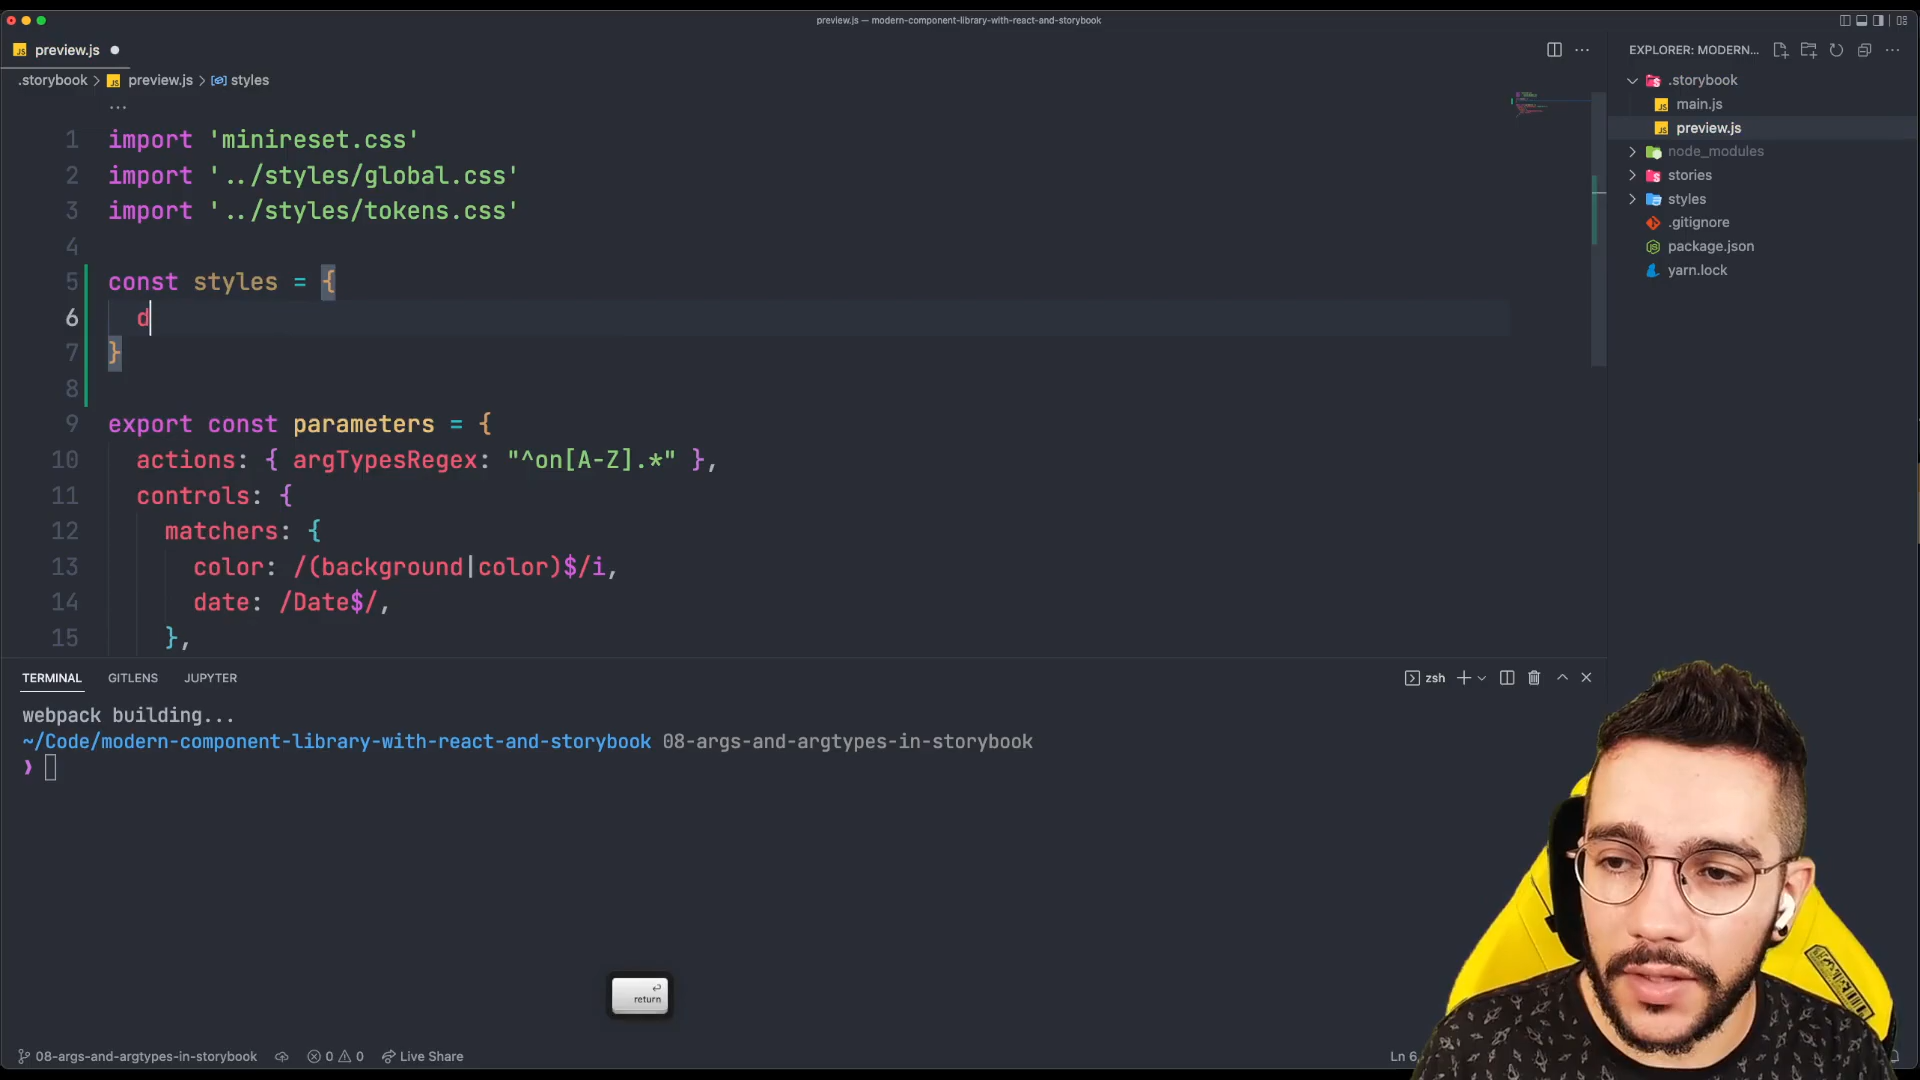 preview.js — modern-component-library-with-react-and-storybook
preview.js
EXPLORER: MODERN...
.storybook > preview.js > styles
...
1 import 'minireset.css'
2 import '../styles/global.css'
3 import '../styles/tokens.css'
4
5 const styles = {
6 d
7 }
8
9 export const parameters = {
10 actions: { argTypesRegex: "^on[A-Z].*" },
11 controls: {
12 matchers: {
13 color: /(background|color)$/i,
14 date: /Date$/,
15 },
.storybook
main.js
preview.js
node_modules
stories
styles
.gitignore
package.json
yarn.lock
TERMINAL GITLENS JUPYTER
zsh
webpack building...
~/Code/modern-component-library-with-react-and-storybook 08-args-and-argtypes-in-storybook
❯
return
08-args-and-argtypes-in-storybook 0 0 Live Share
Ln 6,